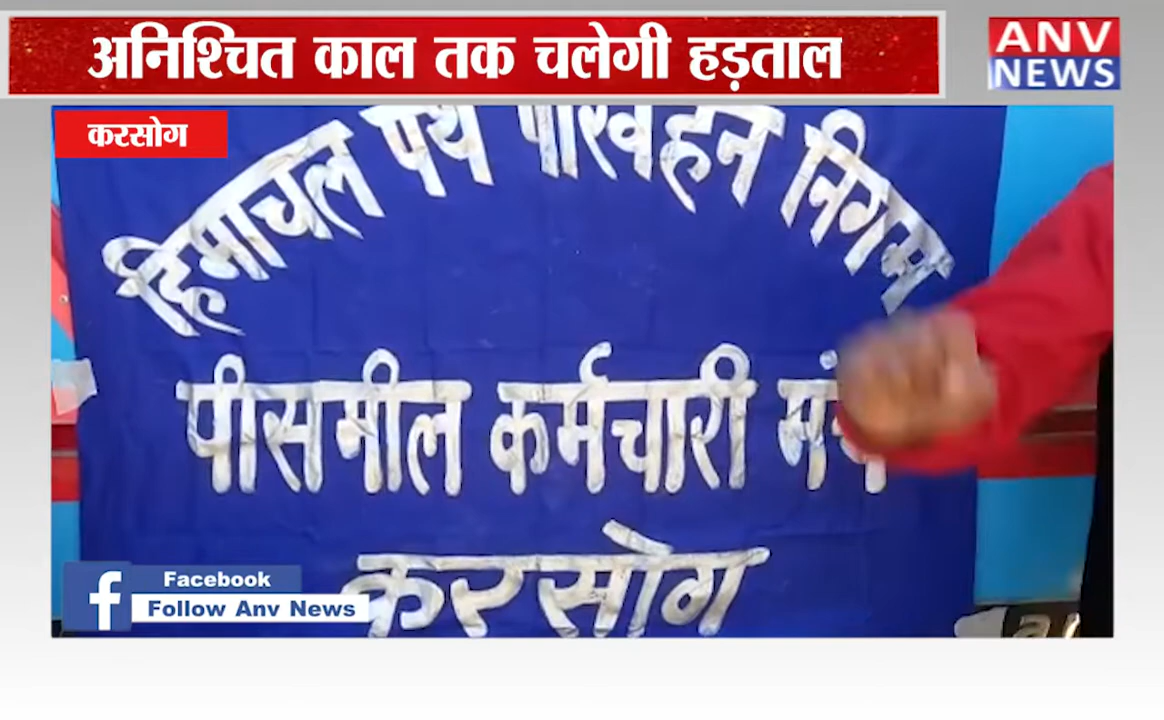 अनिश्चित काल तक चलेगी हड़ताल
ANV
NEWS
करसोग
हिमाचल पथ परिवहन निगम
पीसमील कर्मचारी
करसोग
Facebook
Follow Anv News